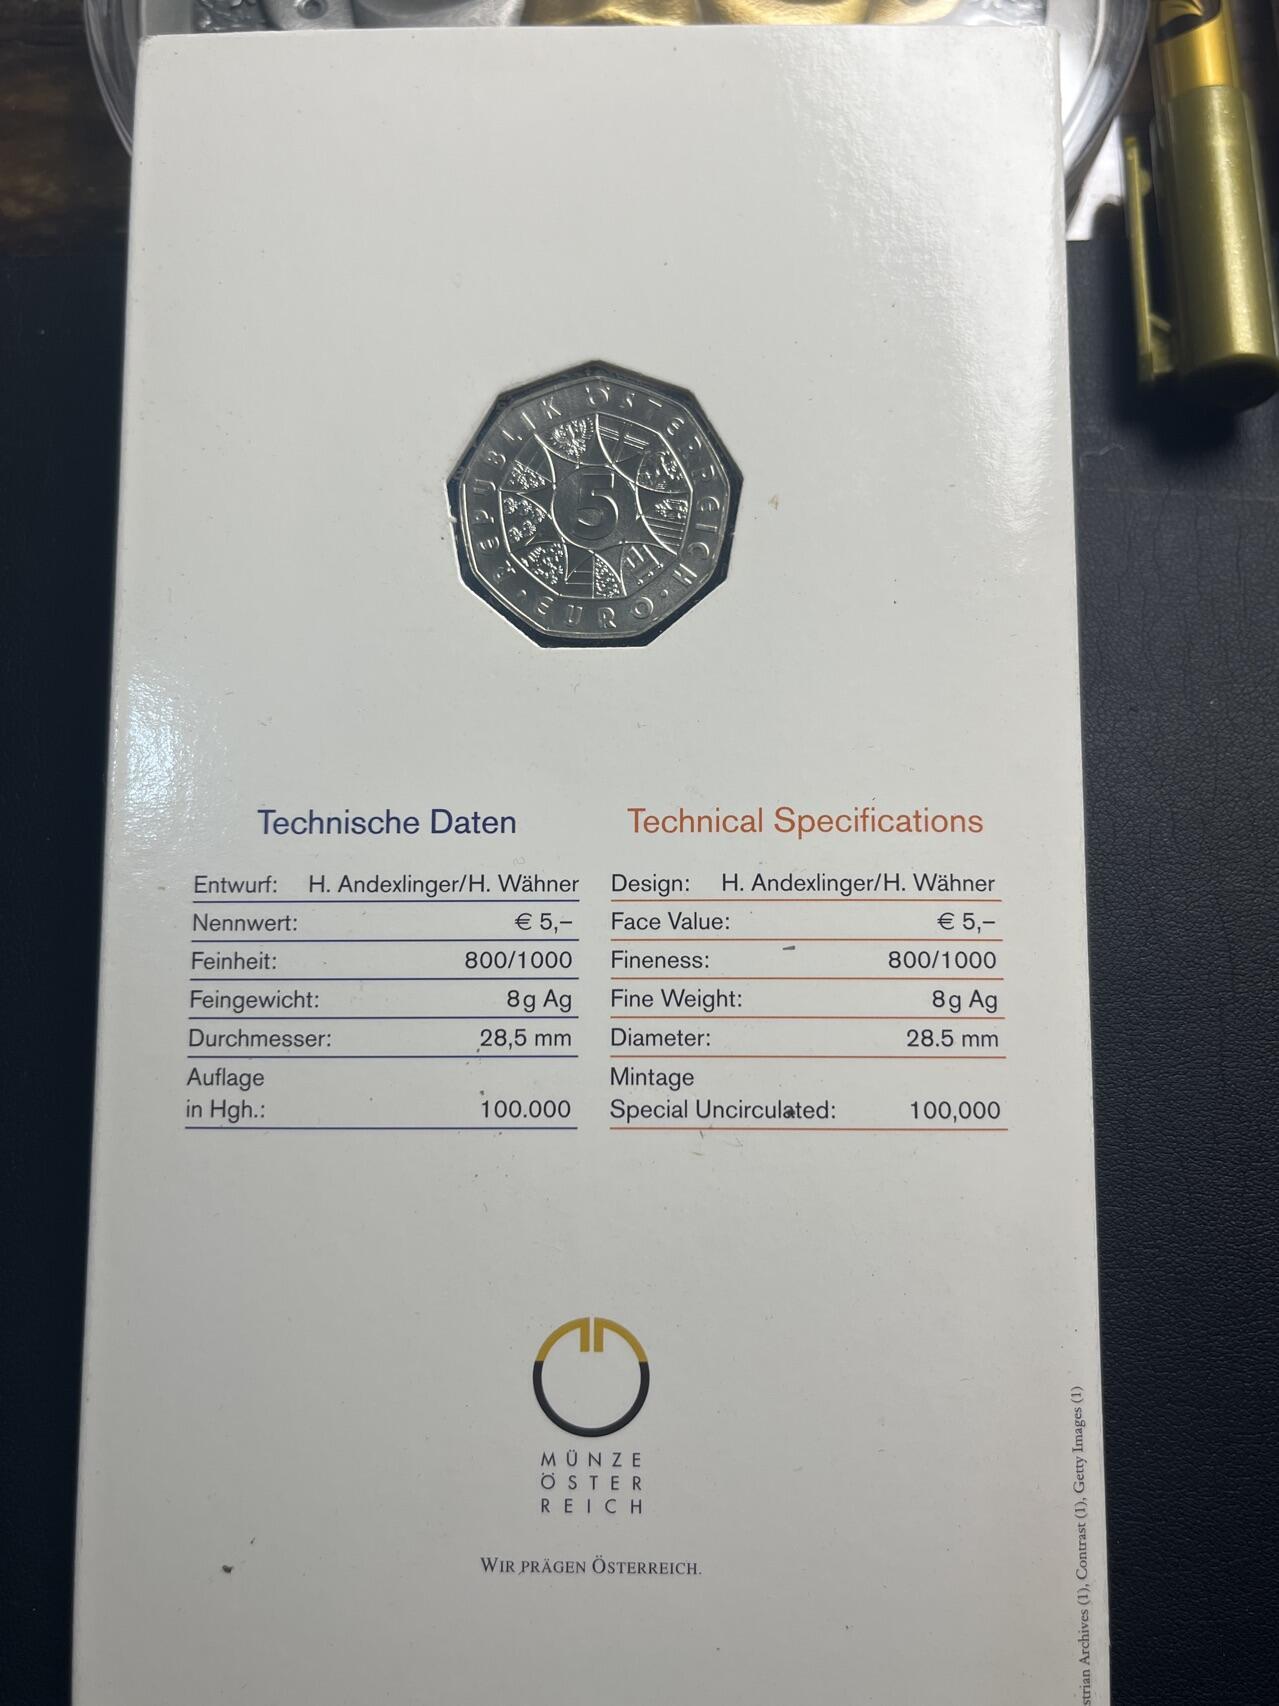 REPUBLIK ÖSTERREICH
5
· EURO ·
Technische Daten
Entwurf: H. Andexlinger/H. Wähner
Nennwert: € 5,–
Feinheit: 800/1000
Feingewicht: 8g Ag
Durchmesser: 28,5 mm
Auflage
in Hgh.: 100.000
Technical Specifications
Design: H. Andexlinger/H. Wähner
Face Value: € 5,–
Fineness: 800/1000
Fine Weight: 8g Ag
Diameter: 28.5 mm
Mintage
Special Uncirculated: 100,000
MÜNZE
ÖSTER
REICH
WIR PRÄGEN ÖSTERREICH.
strian Archives (1), Contrast (1), Getty Images (1)